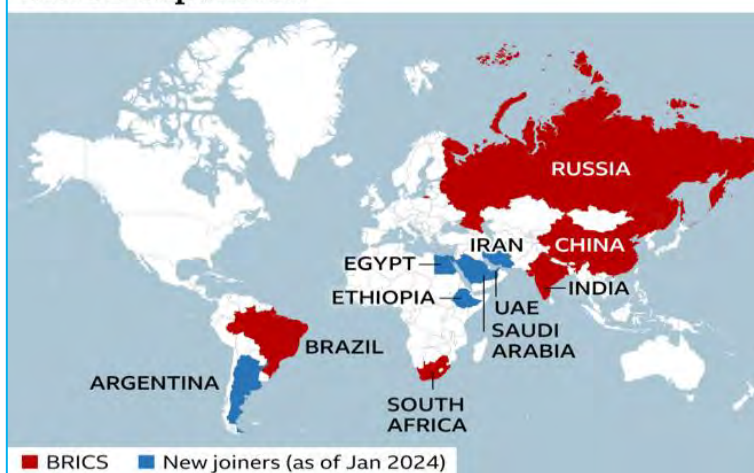 RUSSIA
IRAN
CHINA
EGYPT
INDIA
ETHIOPIA
UAE
SAUDI
ARABIA
BRAZIL
ARGENTINA
SOUTH
AFRICA
BRICS
New joiners (as of Jan 2024)